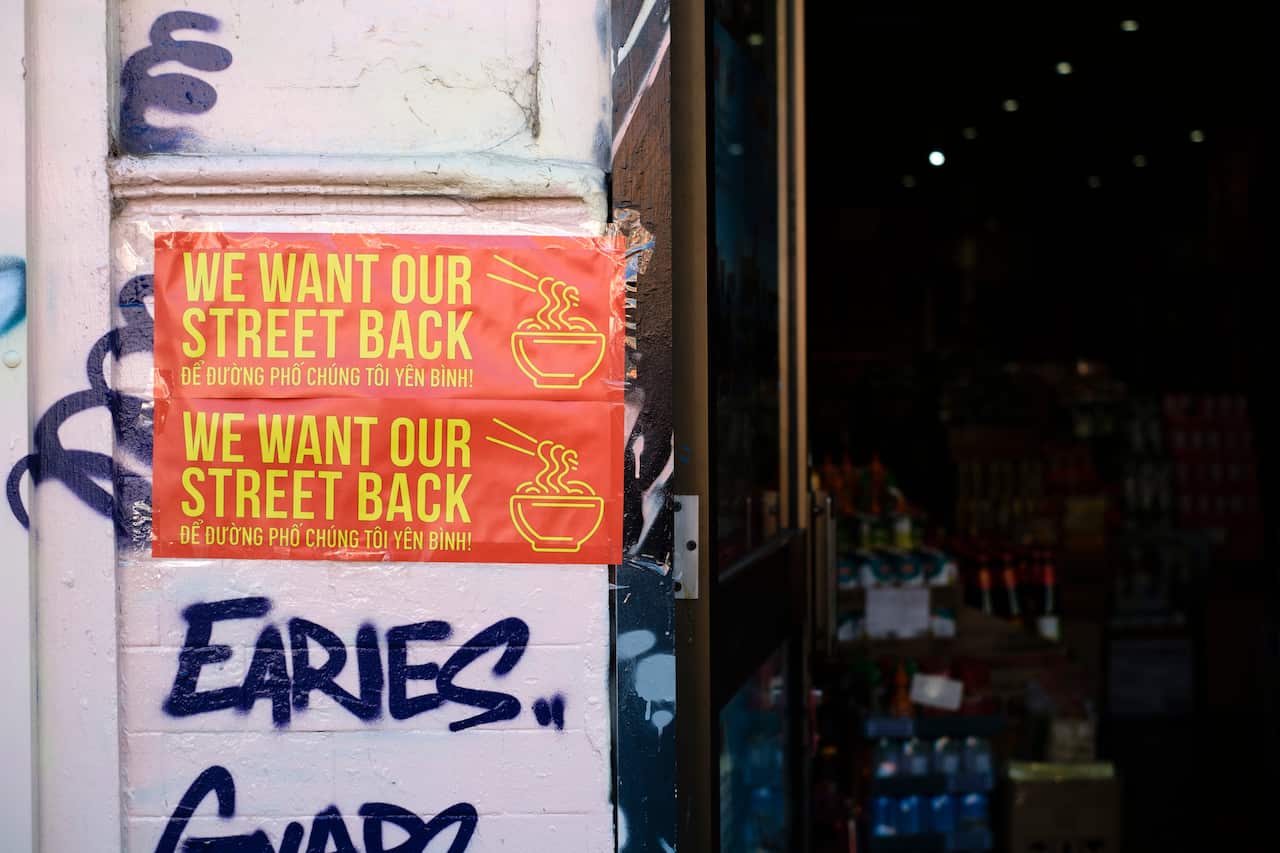 WE WANT OUR
STREET BACK
ĐỂ ĐƯỜNG PHỐ CHÚNG TÔI YÊN BÌNH!
WE WANT OUR
STREET BACK
ĐỂ ĐƯỜNG PHỐ CHÚNG TÔI YÊN BÌNH!
EARIES